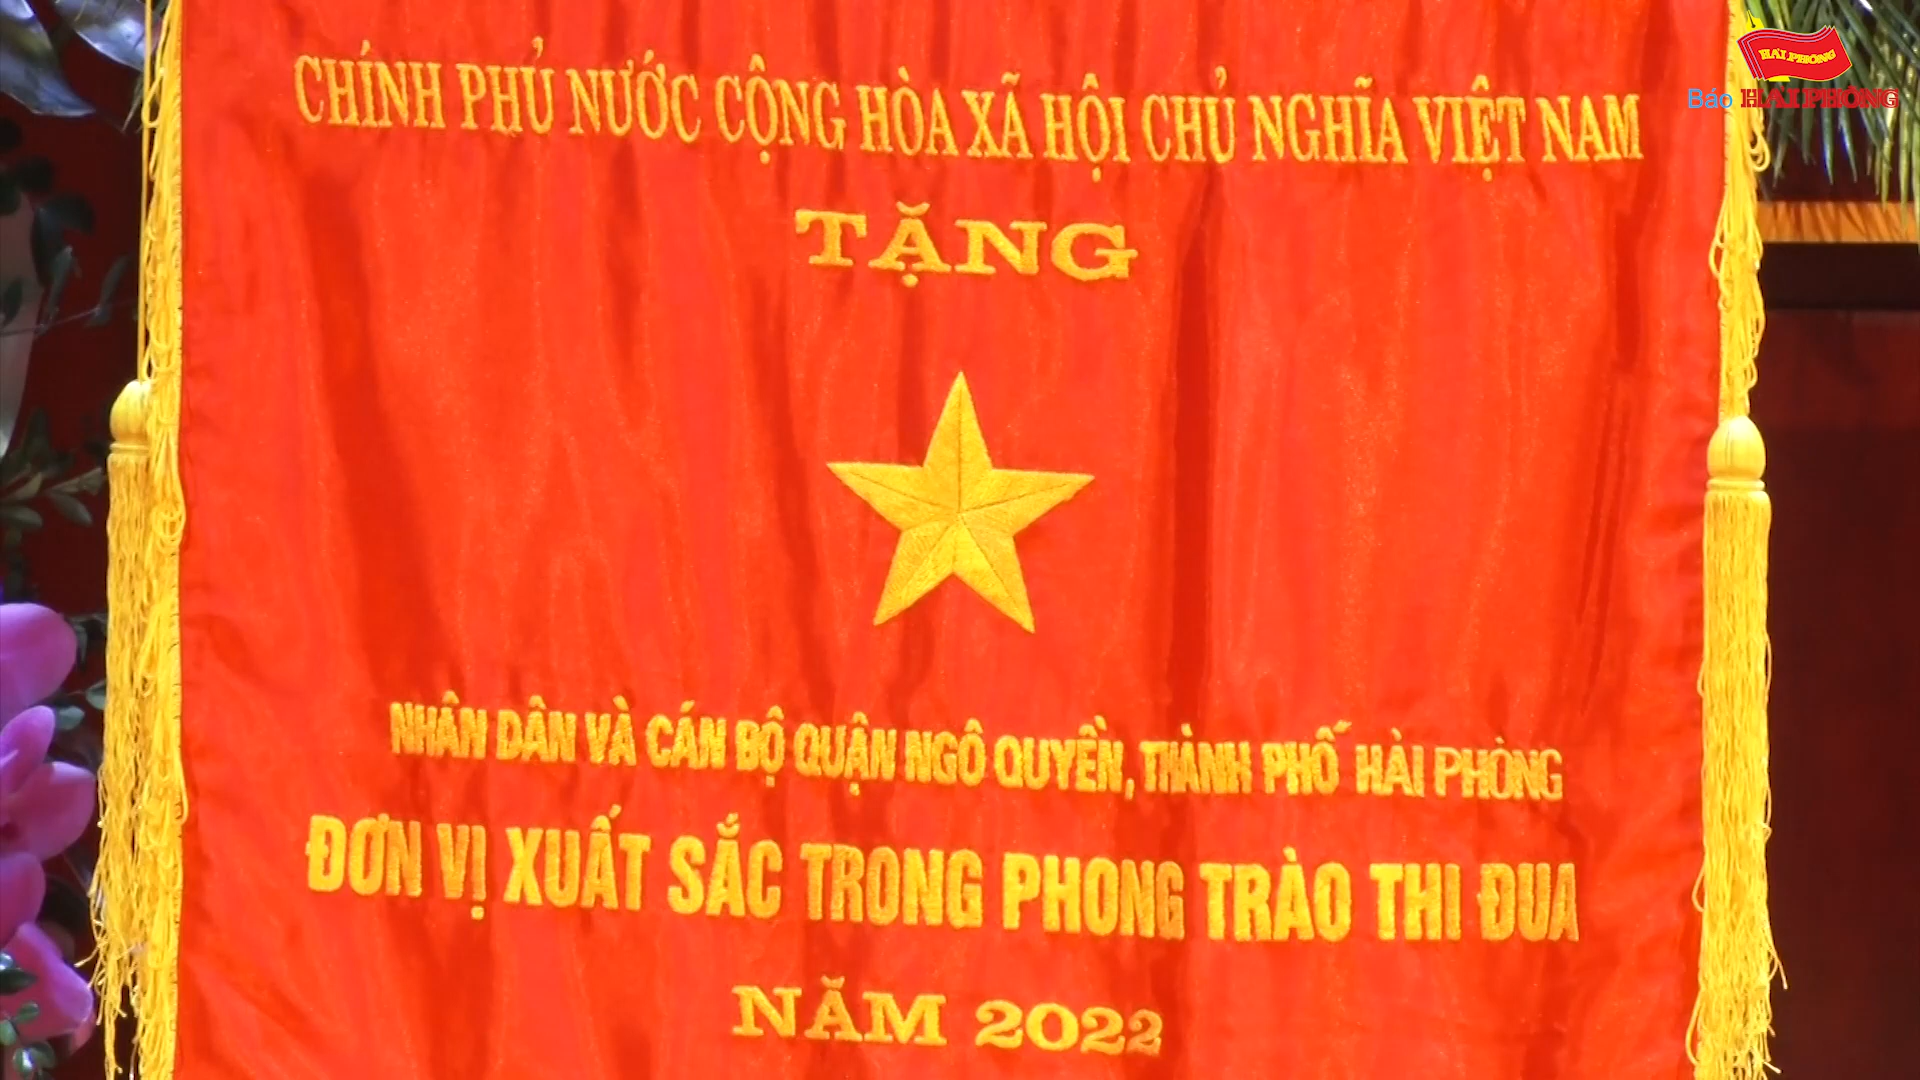 CHÍNH PHỦ NƯỚC CỘNG HÒA XÃ HỘI CHỦ NGHĨA VIỆT NAM
TẶNG
NHÂN DÂN VÀ CÁN BỘ QUẬN NGÔ QUYỀN, THÀNH PHỐ HẢI PHÒNG
ĐƠN VỊ XUẤT SẮC TRONG PHONG TRÀO THI ĐUA
NĂM 2022
HẢI PHÒNG
Báo HẢI PHÒNG